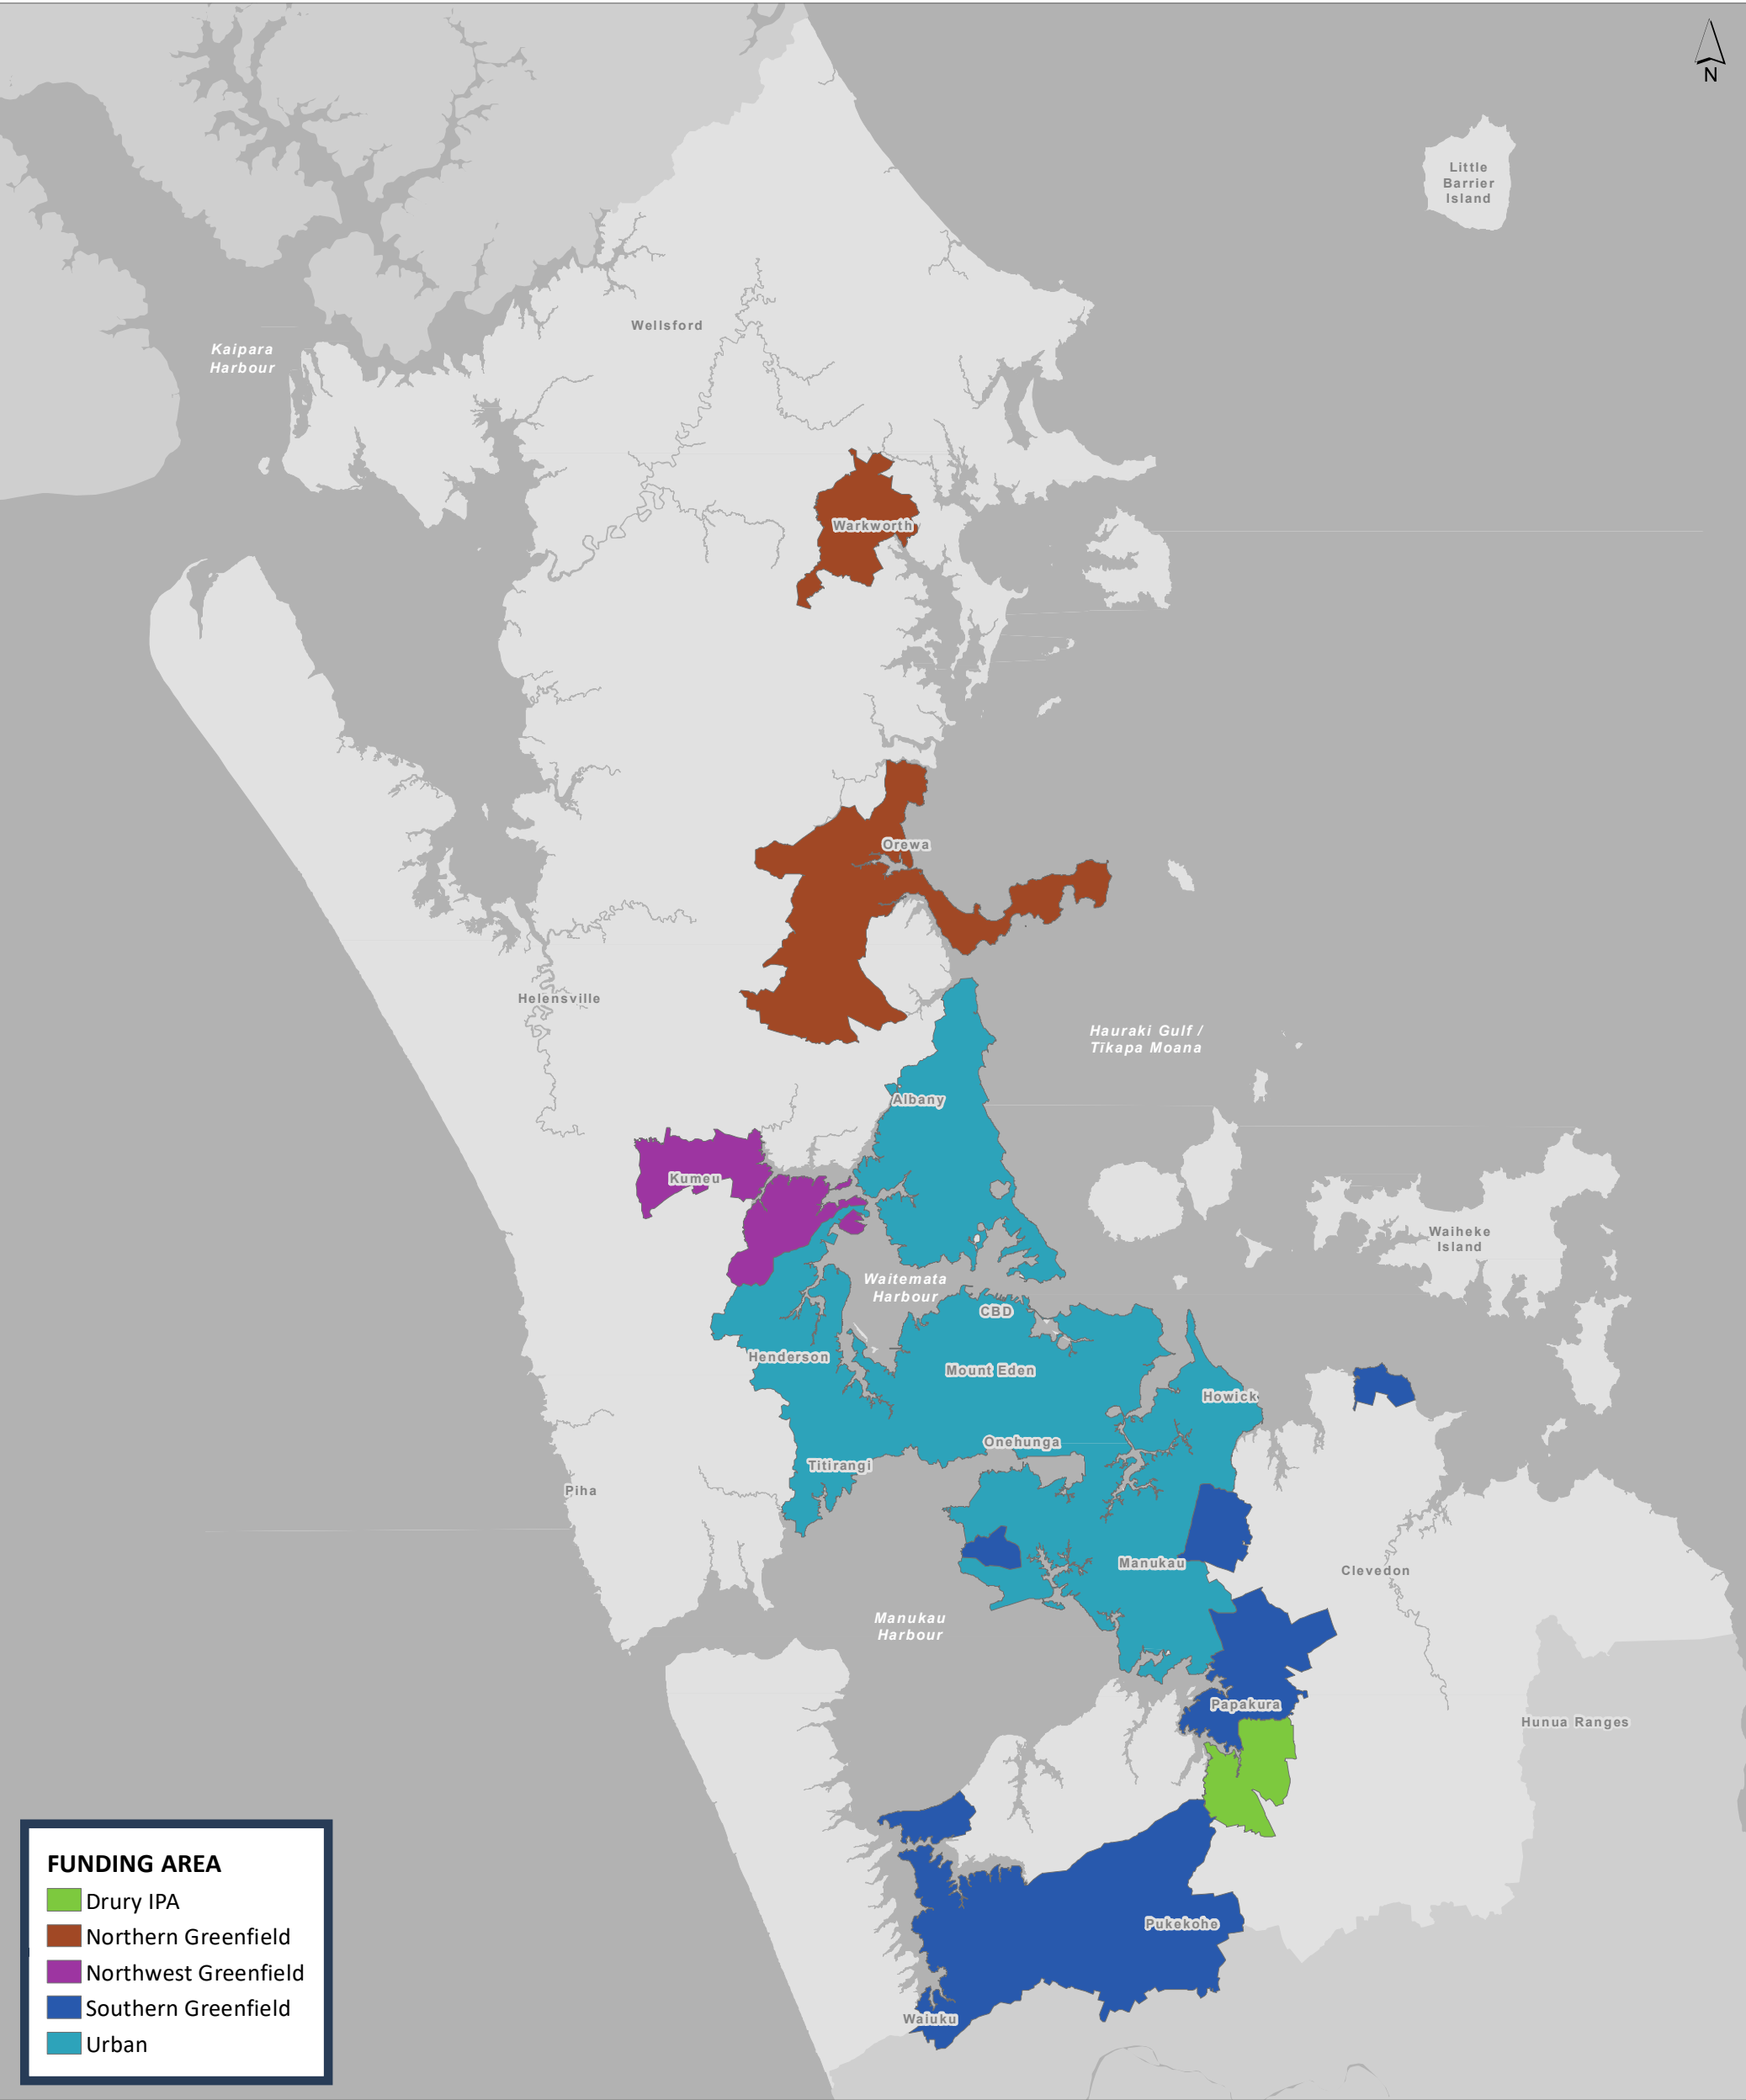 N
Little
Barrier
Island
Wellsford
Kaipara
Harbour
Warkworth
Orewa
Helensville
Hauraki Gulf /
Tīkapa Moana
Albany
Kumeu
Waiheke
Island
Waitemata
Harbour
CBD
Henderson
Mount Eden
Howick
Onehunga
Titirangi
Piha
Manukau
Clevedon
Manukau
Harbour
Papakura
Hunua Ranges
Pukekohe
Waiuku
FUNDING AREA
Drury IPA
Northern Greenfield
Northwest Greenfield
Southern Greenfield
Urban